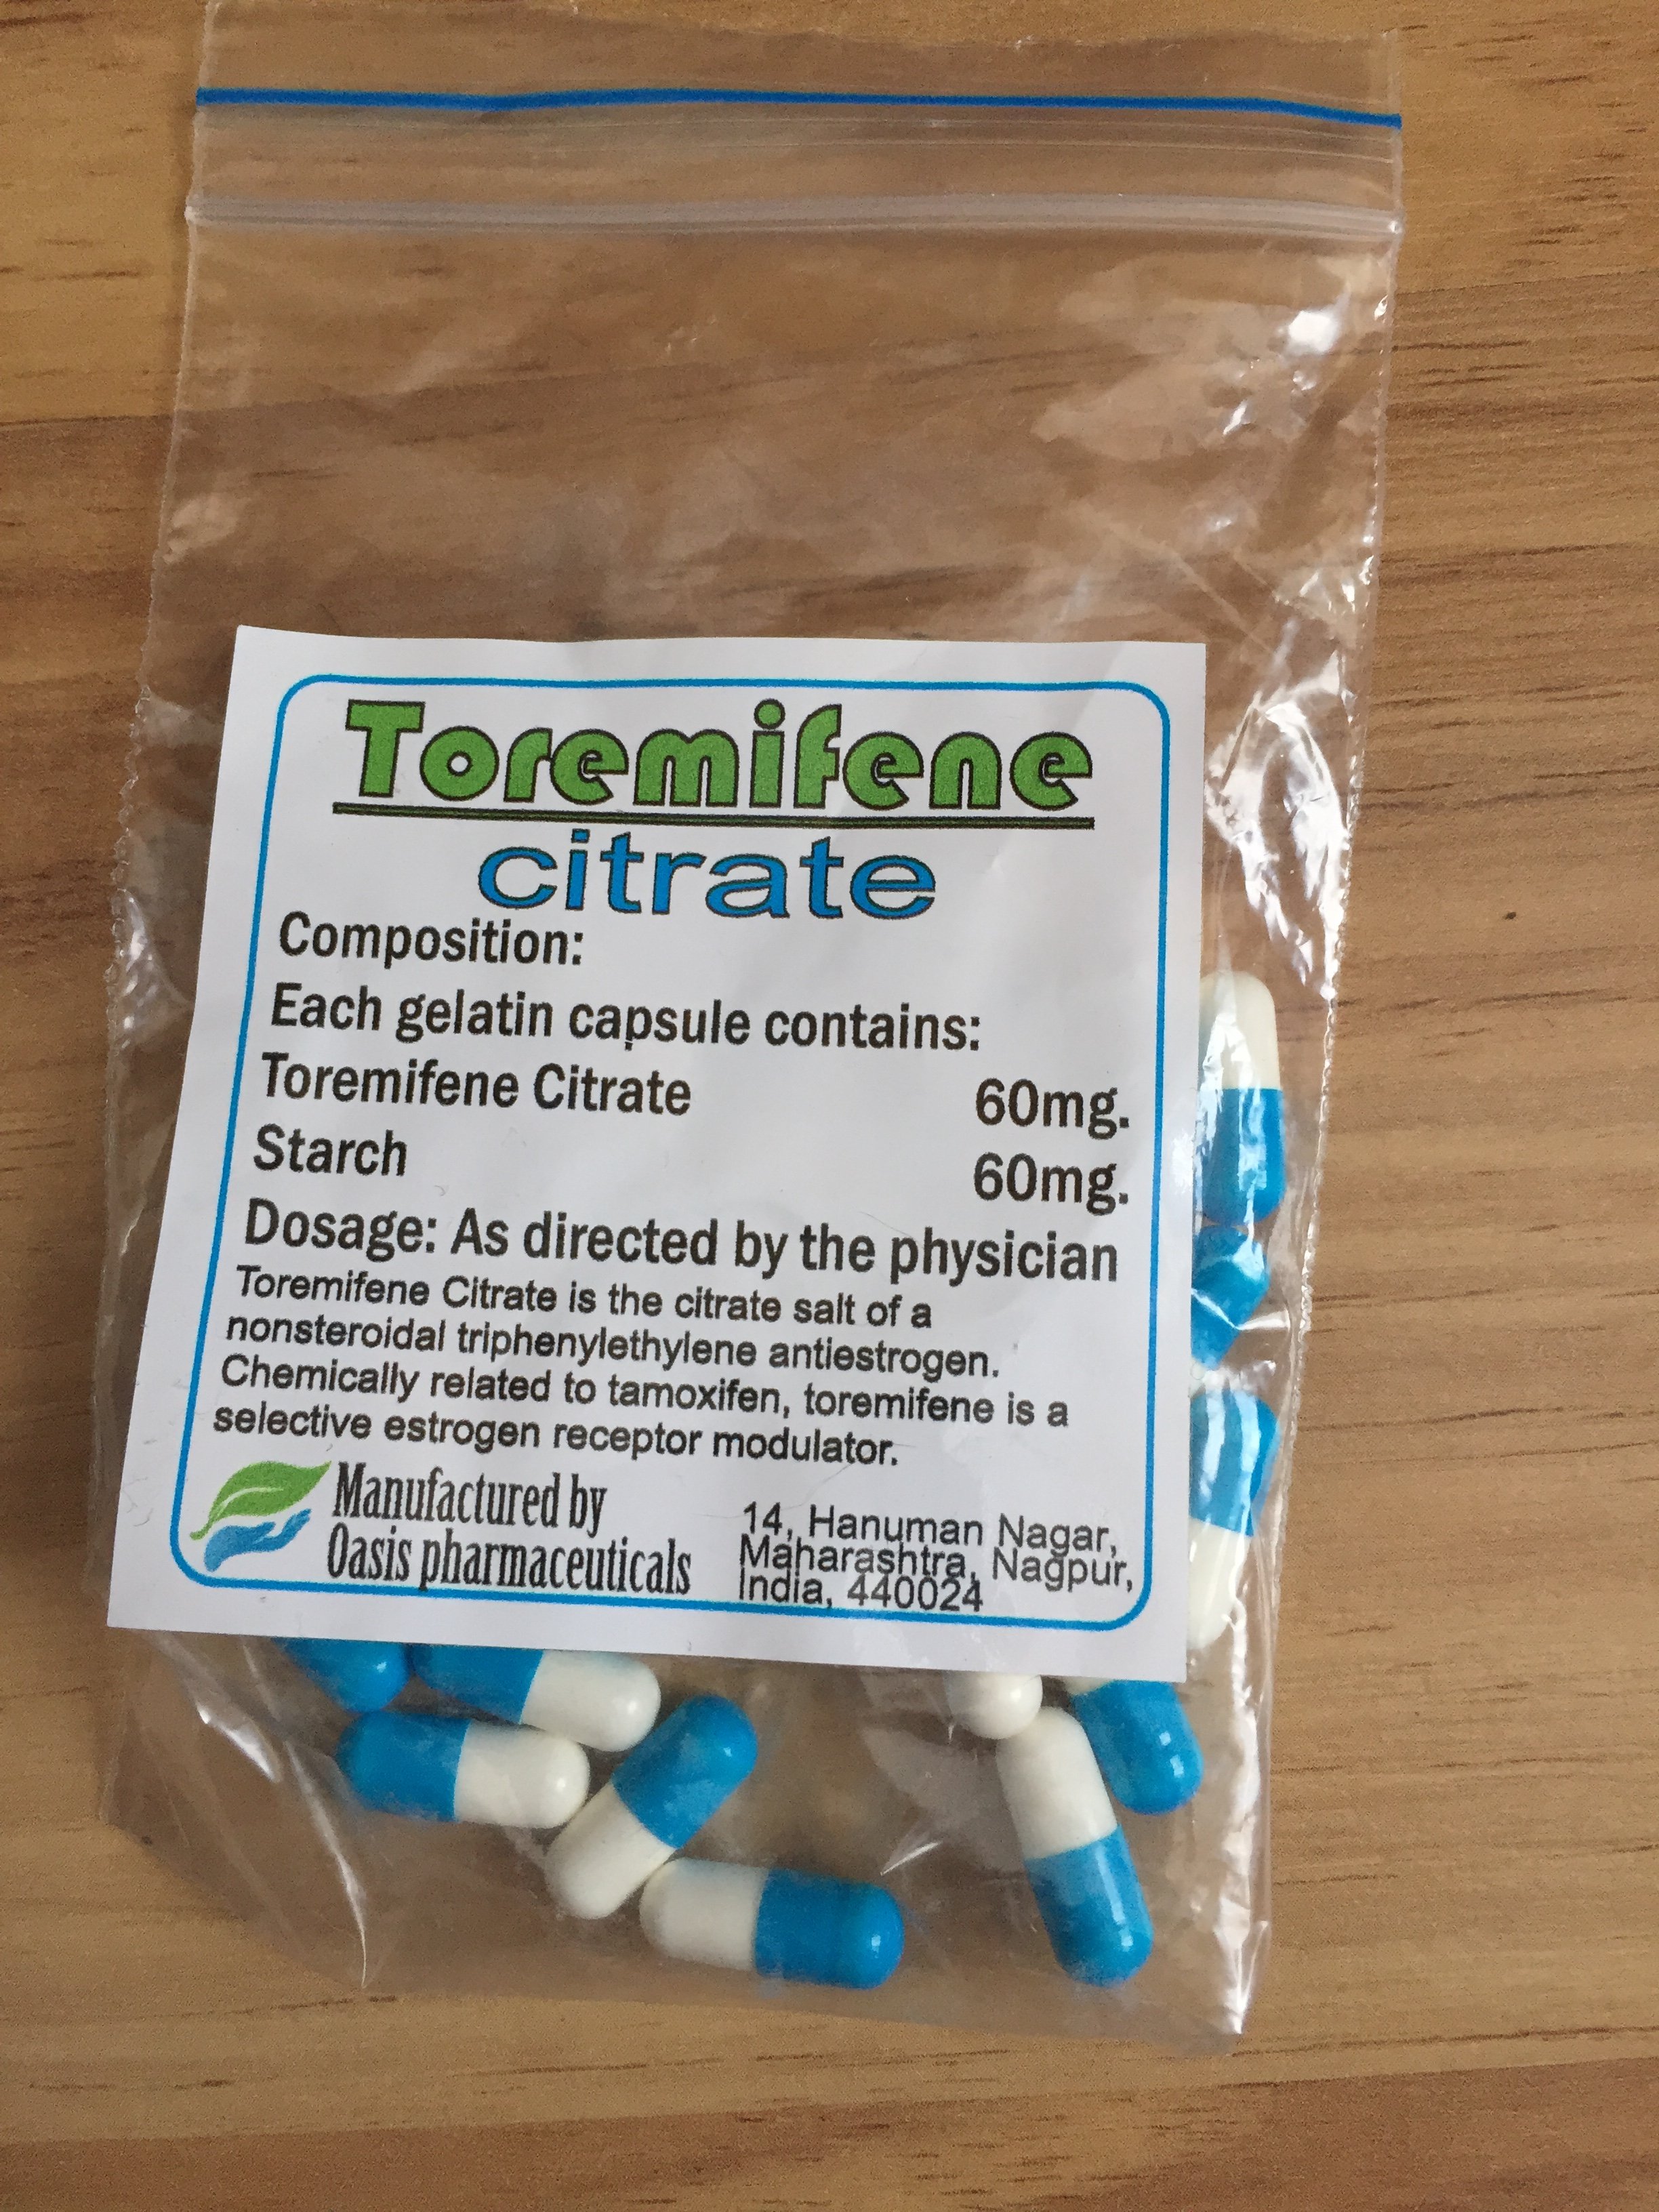 Toremifene
citrate
Composition:
Each gelatin capsule contains:
Toremifene Citrate 60mg.
Starch 60mg.
Dosage: As directed by the physician
Toremifene Citrate is the citrate salt of a
nonsteroidal triphenylethylene antiestrogen.
Chemically related to tamoxifen, toremifene is a
selective estrogen receptor modulator.
Manufactured by
Oasis pharmaceuticals
14, Hanuman Nagar,
Maharashtra, Nagpur,
India, 440024